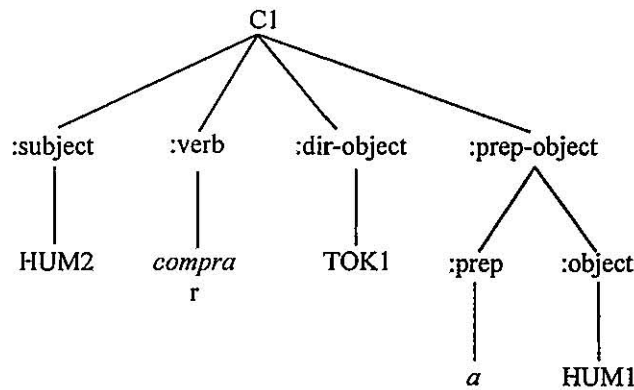 C1
:subject :verb :dir-object :prep-object
HUM2 compra TOK1 :prep :object
r
a HUM1